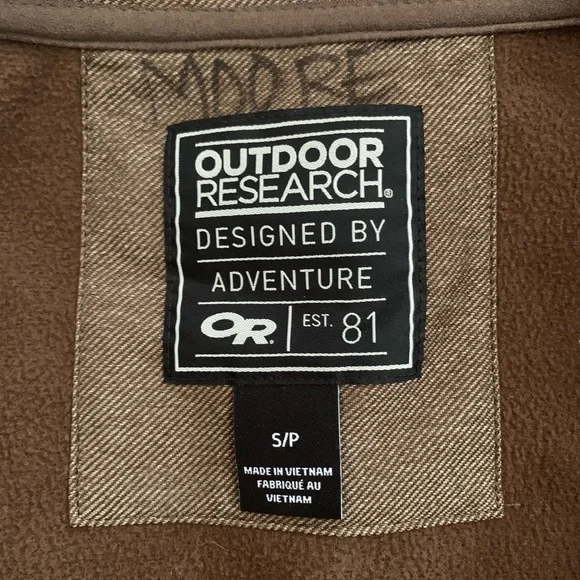 MOORE
OUTDOOR
RESEARCH®
DESIGNED BY
ADVENTURE
OR EST. 81
S/P
MADE IN VIETNAM
FABRIQUÉ AU
VIETNAM